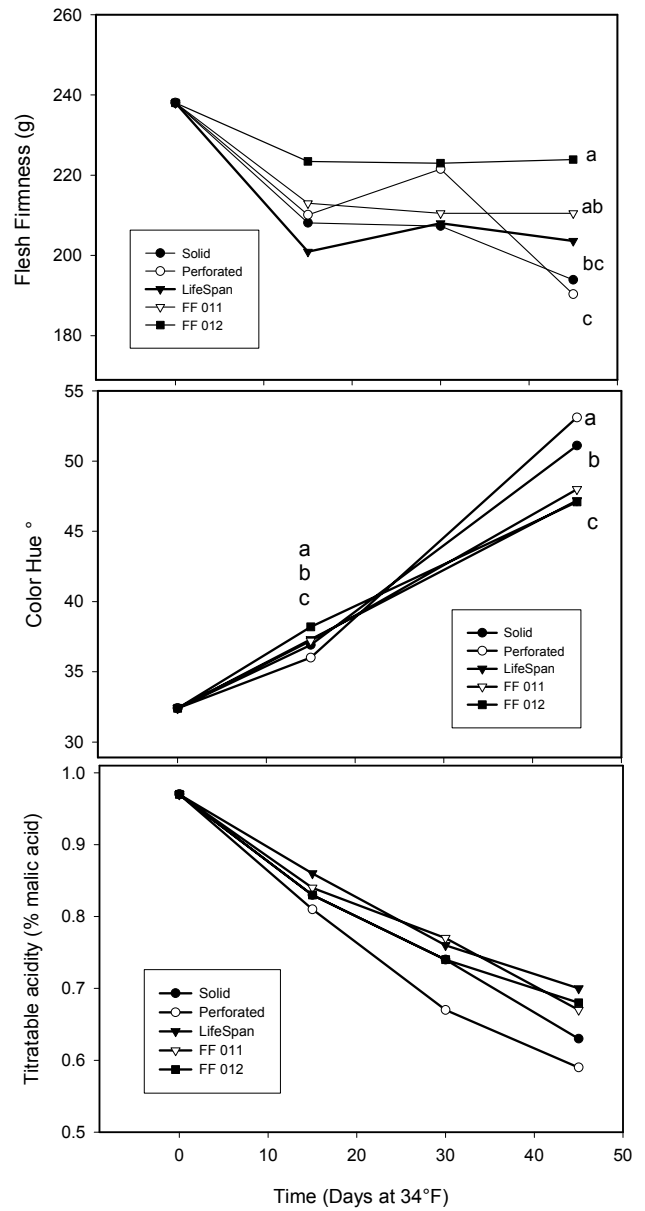 260
240
220
200
180
Flesh Firmness (g)
a
ab
bc
c
Solid
Perforated
LifeSpan
FF 011
FF 012
55
50
45
40
35
30
Color Hue °
a
b
c
a
b
c
Solid
Perforated
LifeSpan
FF 011
FF 012
1.0
0.9
0.8
0.7
0.6
0.5
Titratable acidity (% malic acid)
Solid
Perforated
LifeSpan
FF 011
FF 012
0 10 20 30 40 50
Time (Days at 34°F)